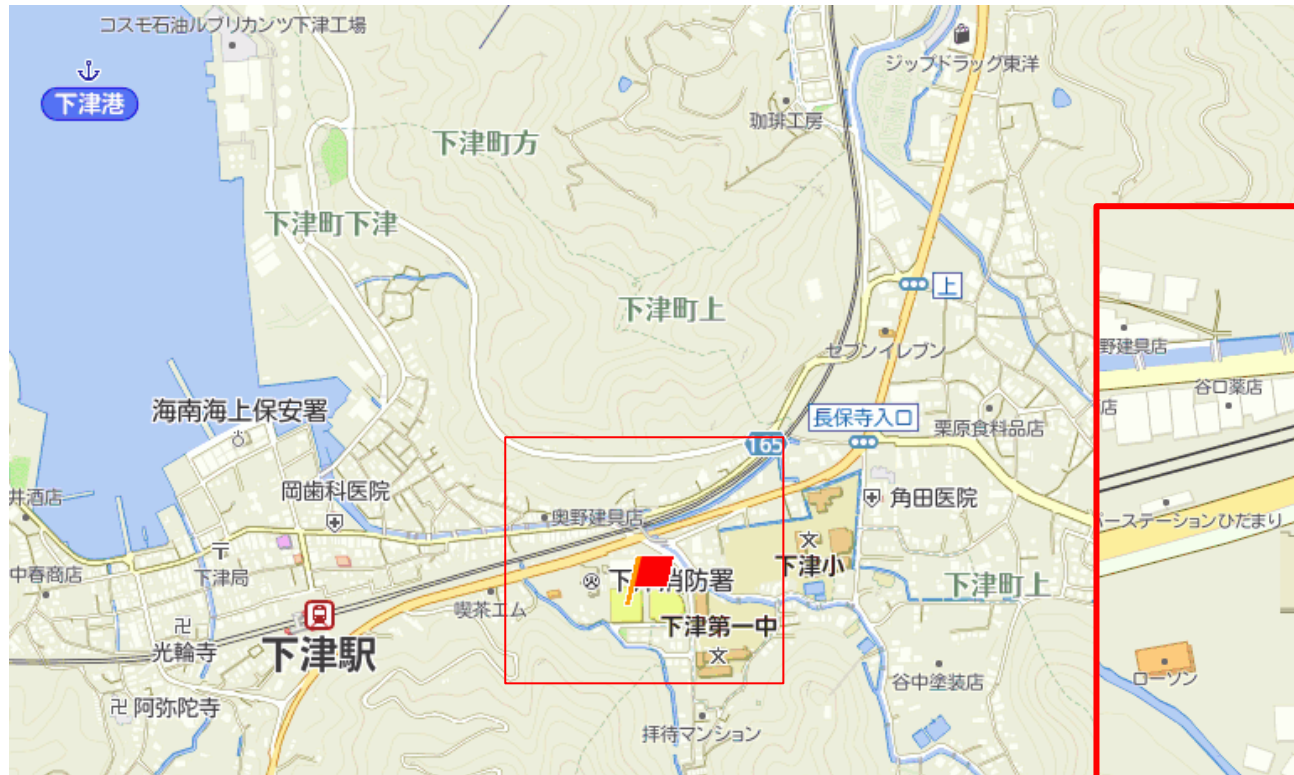 コスモ石油ルブリカンツ下津工場
下津港
ジップドラッグ東洋
珈琲工房
下津町方
下津町下津
下津町上
上
セブンイレブン
野建具店
谷口薬店
店
海南海上保安署
長保寺入口
栗原食料品店
165
岡歯科医院
井酒店
奥野建具店
角田医院
ーステーションひだまり
下津局
中春商店
下津小
消防署
下津町上
喫茶エム
下津第一中
光輪寺
下津駅
ローソン
谷中塗装店
阿弥陀寺
拝待マンション